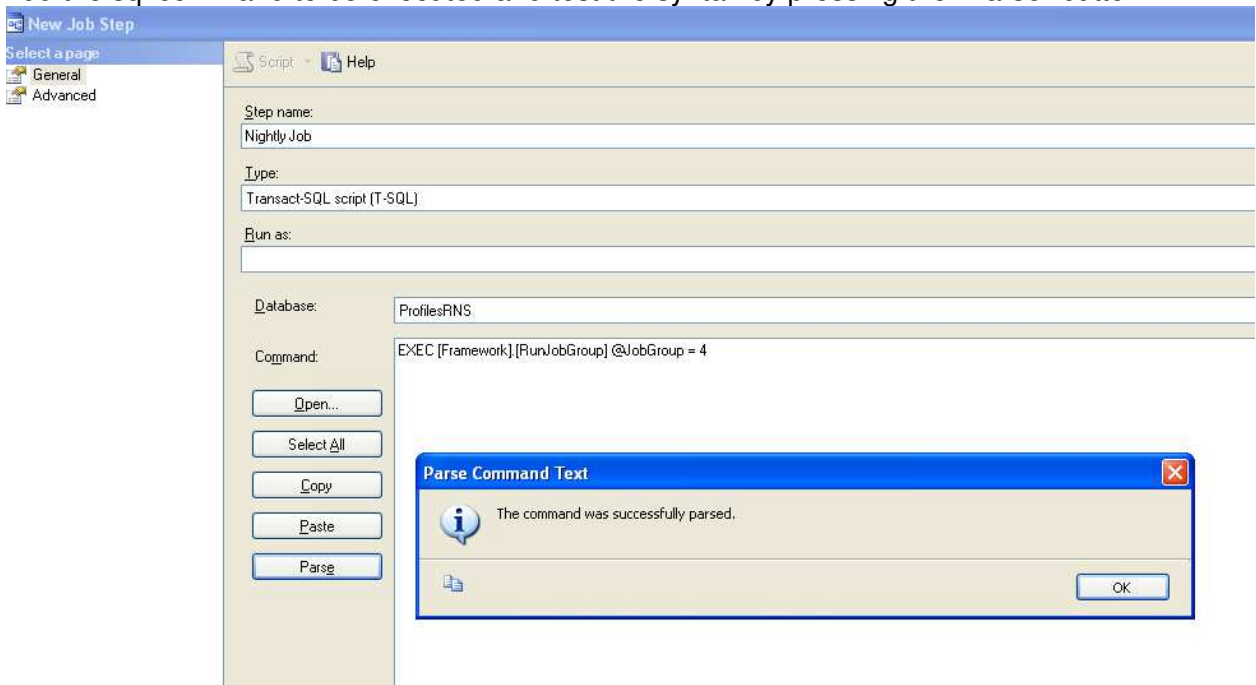 New Job Step
Select a page
General
Advanced
Script
Help
Step name:
Nightly Job
Type:
Transact-SQL script (T-SQL)
Run as:
Database:
ProfilesRNS
Command:
EXEC [Framework].[RunJobGroup] @JobGroup = 4
Open...
Select All
Copy
Paste
Parse
Parse Command Text
The command was successfully parsed.
OK